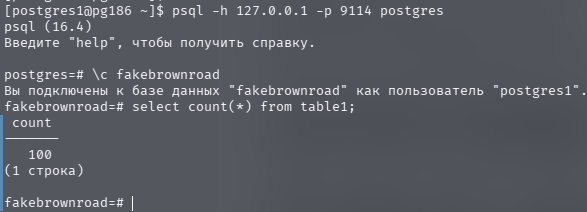 [postgres1@pg186 ~]$ psql -h 127.0.0.1 -p 9114 postgres
psql (16.4)
Введите "help", чтобы получить справку.
postgres=# \c fakebrownroad
Вы подключены к базе данных "fakebrownroad" как пользователь "postgres1".
fakebrownroad=# select count(*) from table1;
count
-------
100
(1 строка)
fakebrownroad=#